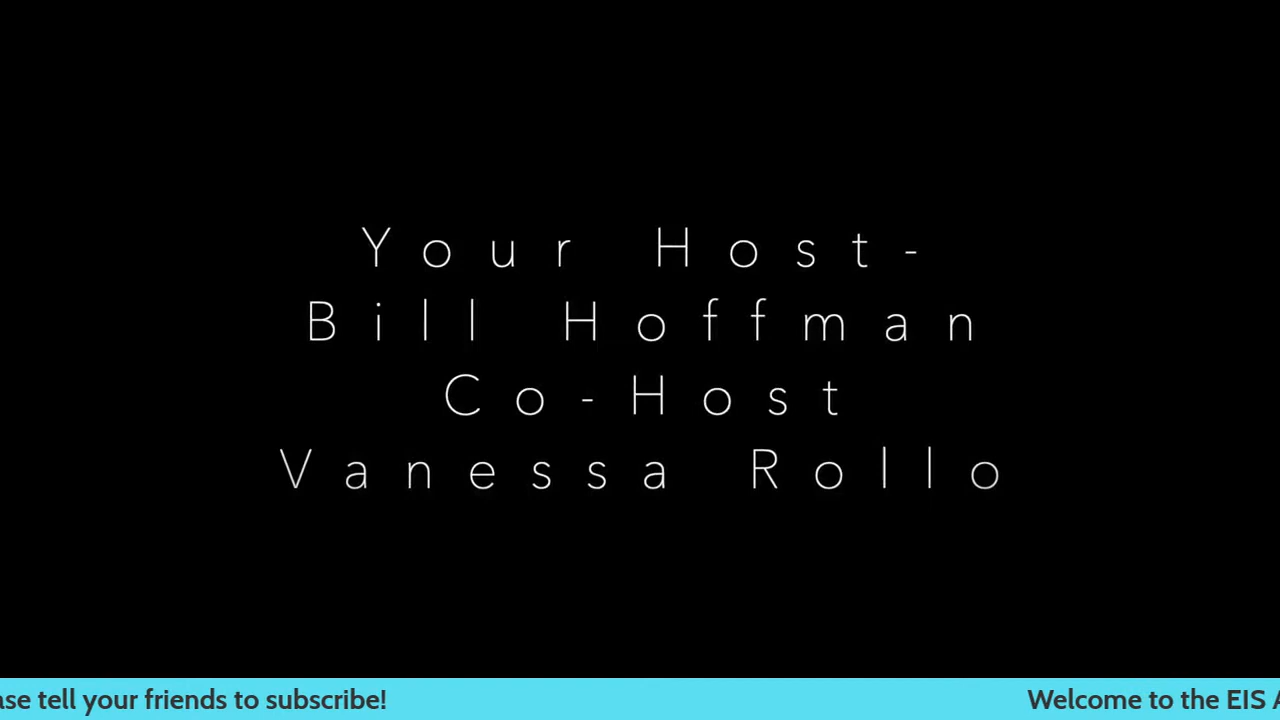 Your Host-
Bill Hoffman
Co-Host
Vanessa Rollo
tell your friends to subscribe!
Welcome to the EIS